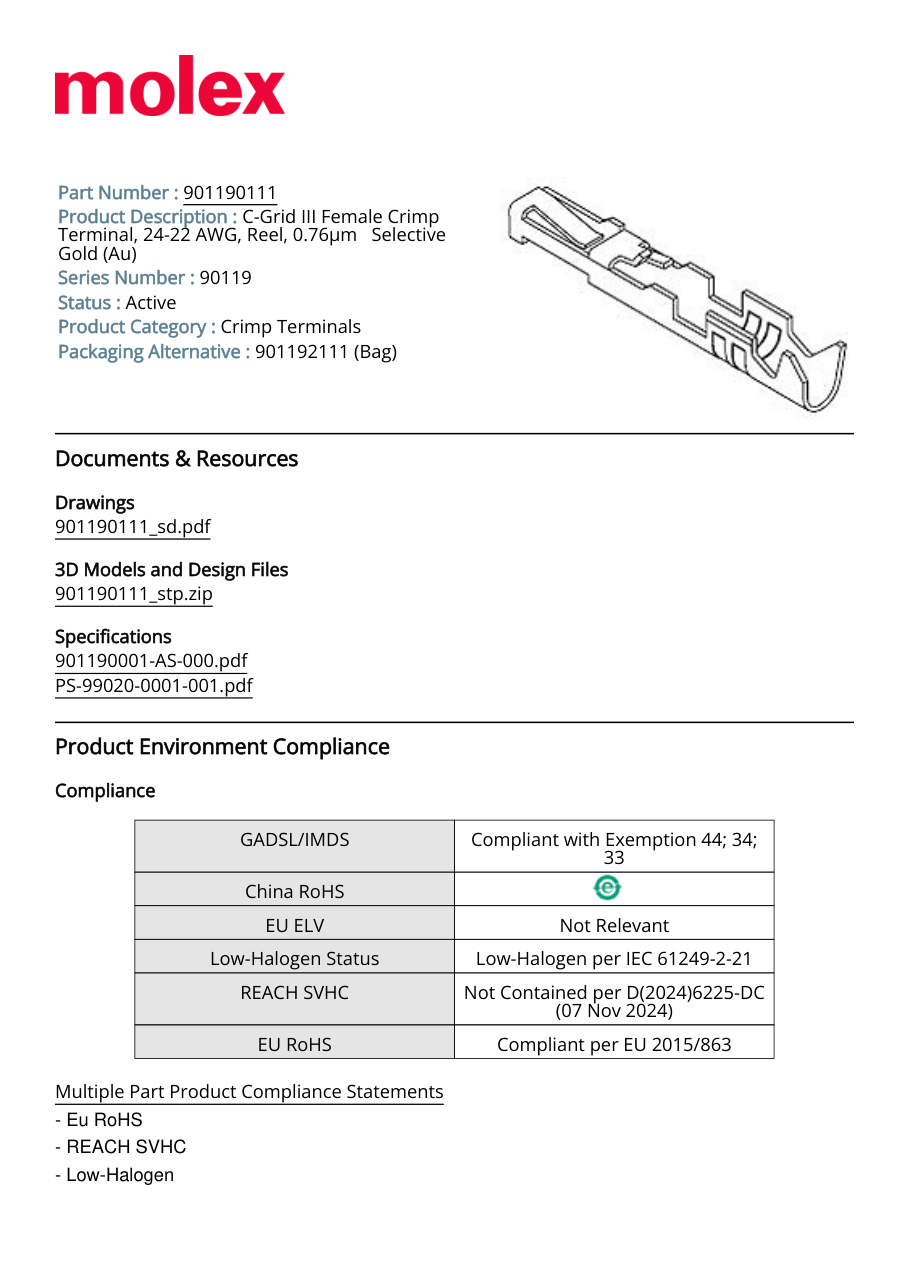 molex
Part Number : 901190111
Product Description : C-Grid III Female Crimp
Terminal, 24-22 AWG, Reel, 0.76µm   Selective
Gold (Au)
Series Number : 90119
Status : Active
Product Category : Crimp Terminals
Packaging Alternative : 901192111 (Bag)
Documents & Resources
Drawings
901190111_sd.pdf
3D Models and Design Files
901190111_stp.zip
Specifications
901190001-AS-000.pdf
PS-99020-0001-001.pdf
Product Environment Compliance
Compliance
GADSL/IMDS Compliant with Exemption 44; 34;
33
China RoHS e
EU ELV Not Relevant
Low-Halogen Status Low-Halogen per IEC 61249-2-21
REACH SVHC Not Contained per D(2024)6225-DC
(07 Nov 2024)
EU RoHS Compliant per EU 2015/863
Multiple Part Product Compliance Statements
- Eu RoHS
- REACH SVHC
- Low-Halogen